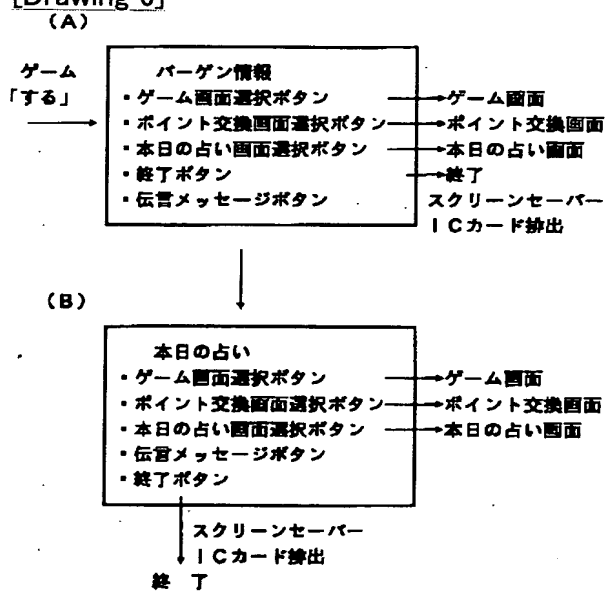 [Drawing 6]
(A)
ゲーム
「する」
バーゲン情報
・ゲーム画面選択ボタン
ゲーム画面
・ポイント交換画面選択ボタン
ポイント交換画面
・本日の占い画面選択ボタン
本日の占い画面
・終了ボタン
終了
・伝言メッセージボタン
スクリーンセーバー
ICカード排出
(B)
本日の占い
・ゲーム画面選択ボタン
ゲーム画面
・ポイント交換画面選択ボタン
ポイント交換画面
・本日の占い画面選択ボタン
本日の占い画面
・伝言メッセージボタン
・終了ボタン
スクリーンセーバー
ICカード排出
終 了